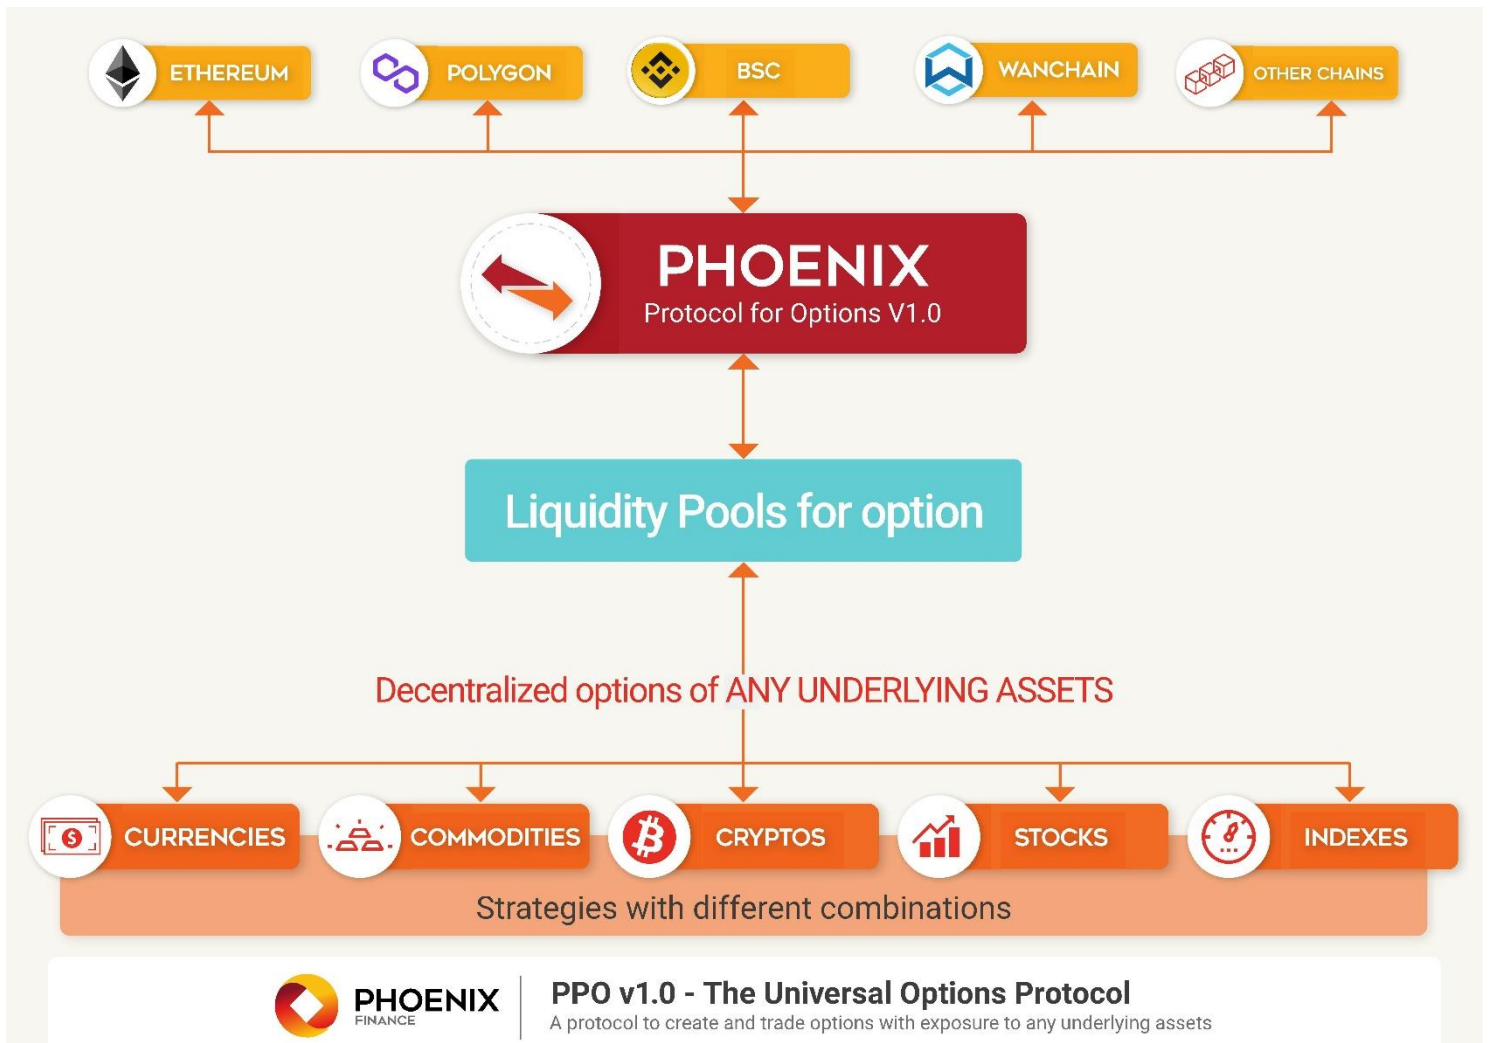 ETHEREUM
POLYGON
BSC
WANCHAIN
OTHER CHAINS
PHOENIX
Protocol for Options V1.0
Liquidity Pools for option
Decentralized options of ANY UNDERLYING ASSETS
CURRENCIES
COMMODITIES
CRYPTOS
STOCKS
INDEXES
Strategies with different combinations
PHOENIX
FINANCE
PPO v1.0 - The Universal Options Protocol
A protocol to create and trade options with exposure to any underlying assets